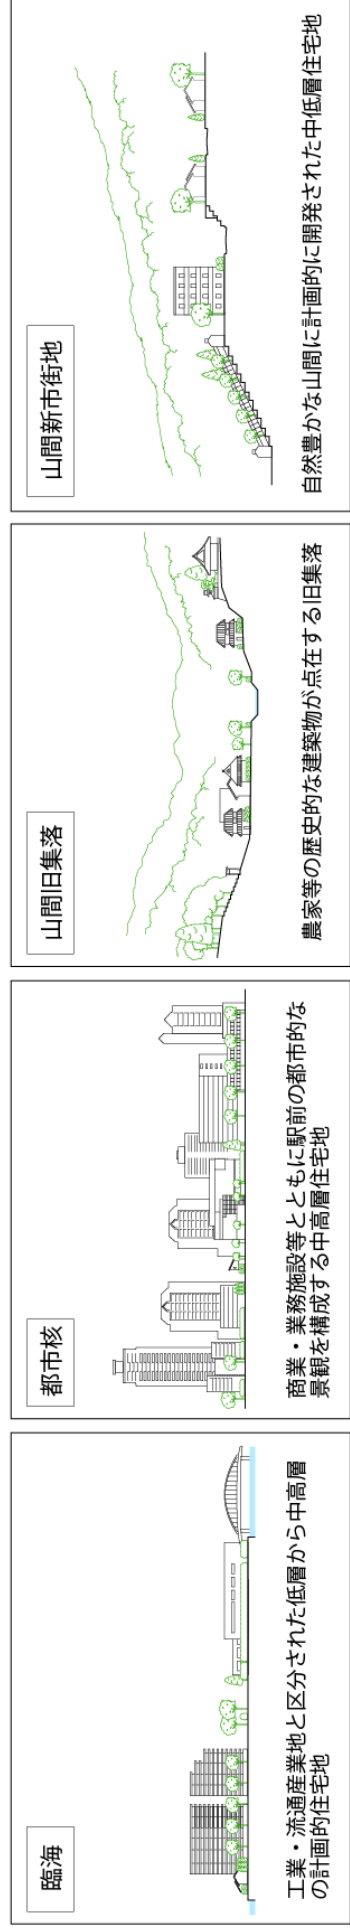 臨海
工業・流通産業地と区分された低層から中高層
の計画的住宅地
都市核
商業・業務施設等とともに駅前の都市的な
景観を構成する中高層住宅地
山間旧集落
農家等の歴史的な建築物が点在する旧集落
山間新市街地
自然豊かな山間に計画的に開発された中低層住宅地